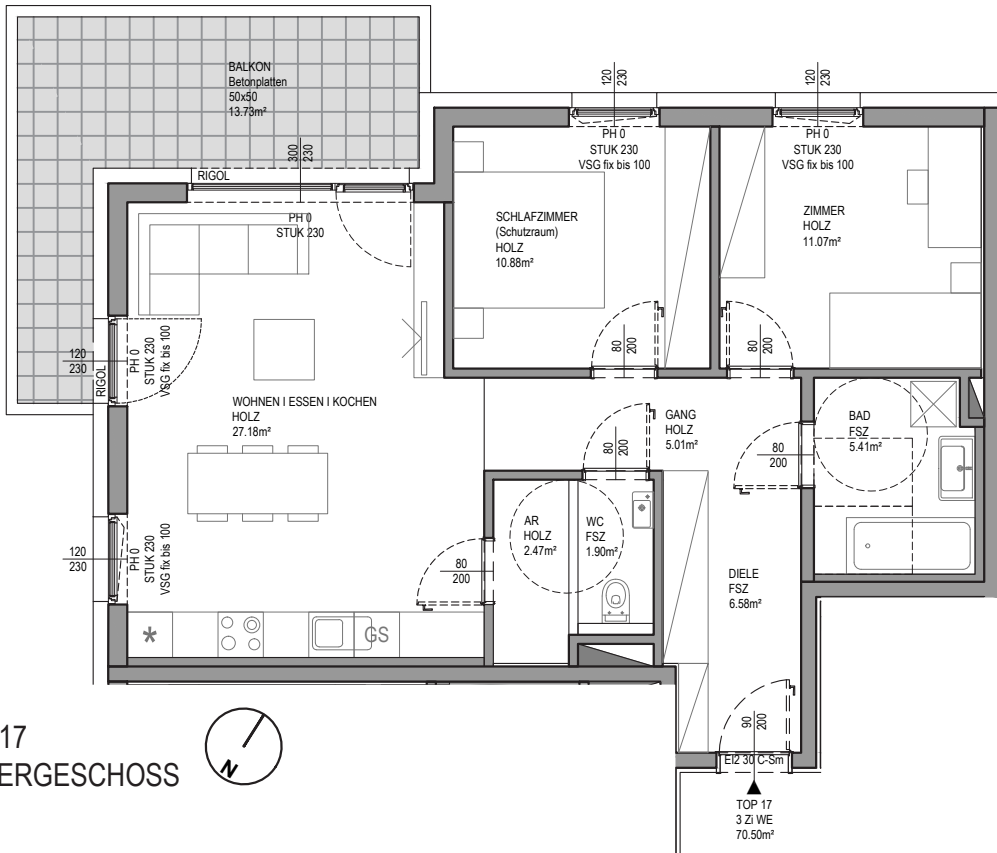 BALKON
Betonplatten
50x50
13.73m²
120
230
120
230
300
230
RIGOL
PH 0
STUK 230
VSG fix bis 100
PH 0
STUK 230
VSG fix bis 100
PH 0
STUK 230
SCHLAFZIMMER
(Schutzraum)
HOLZ
10.88m²
ZIMMER
HOLZ
11.07m²
120
230
RIGOL
PH 0
STUK 230
VSG fix bis 100
80
200
80
200
WOHNEN I ESSEN I KOCHEN
HOLZ
27.18m²
GANG
HOLZ
5.01m²
80
200
80
200
BAD
FSZ
5.41m²
120
230
PH 0
STUK 230
VSG fix bis 100
80
200
AR
HOLZ
2.47m²
WC
FSZ
1.90m²
DIELE
FSZ
6.58m²
*
GS
90
200
EI2 30 C-Sm
17
ERGESCHOSS
N
TOP 17
3 Zi WE
70.50m²